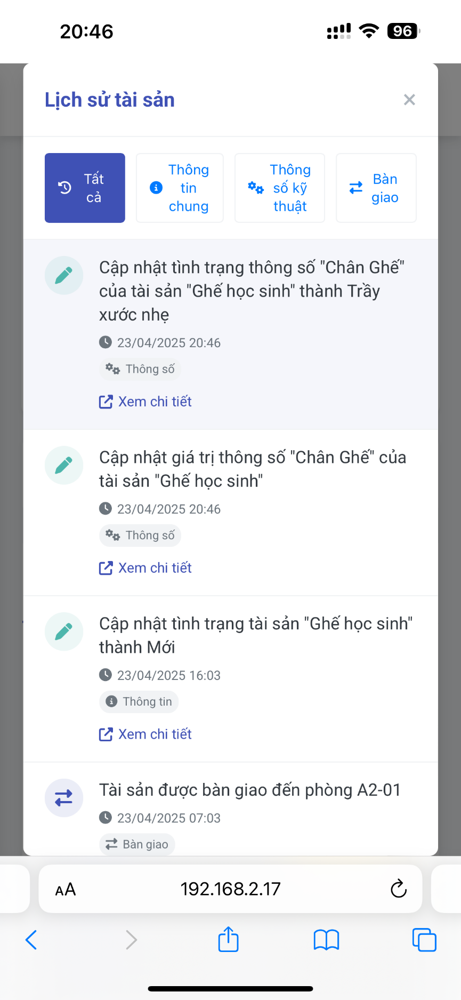 20:46
96
Lịch sử tài sản
×
Tất
cả
Thông
tin
chung
Thông
số kỹ
thuật
Bàn
giao
Cập nhật tình trạng thông số "Chân Ghế"
của tài sản "Ghế học sinh" thành Trầy
xước nhẹ
23/04/2025 20:46
Thông số
Xem chi tiết
Cập nhật giá trị thông số "Chân Ghế" của
tài sản "Ghế học sinh"
23/04/2025 20:46
Thông số
Xem chi tiết
Cập nhật tình trạng tài sản "Ghế học sinh"
thành Mới
23/04/2025 16:03
Thông tin
Xem chi tiết
Tài sản được bàn giao đến phòng A2-01
23/04/2025 07:03
Bàn giao
AA
192.168.2.17